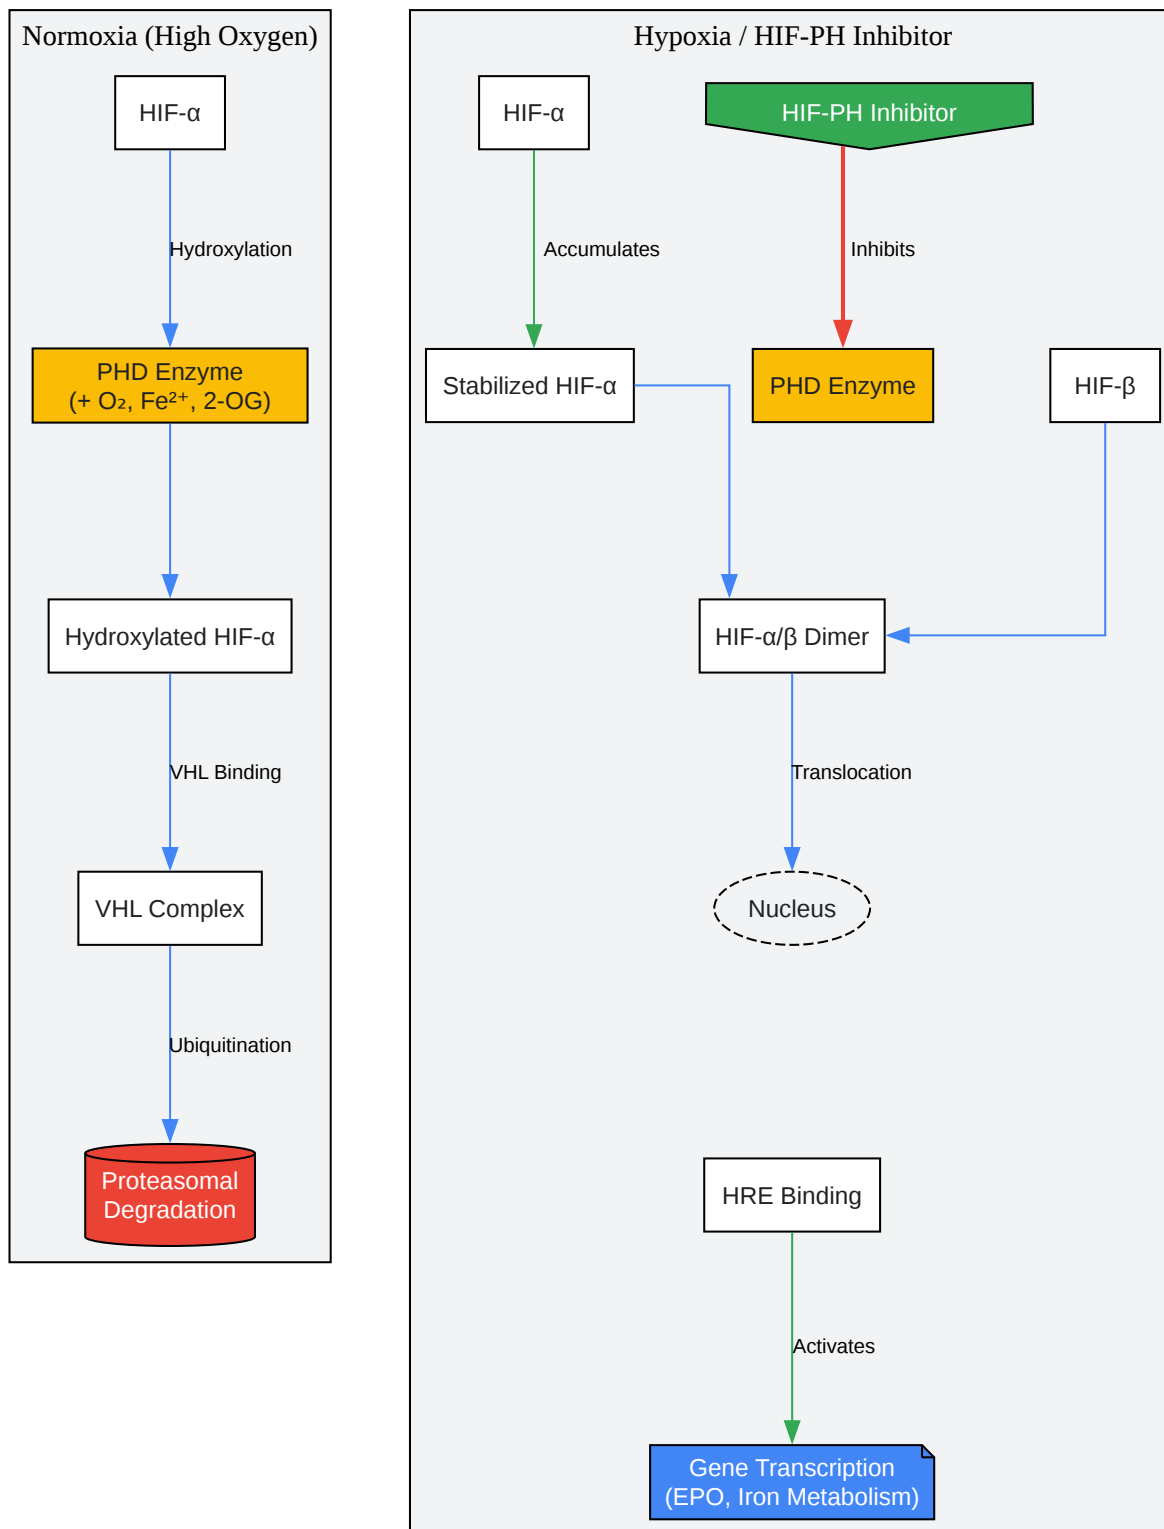 Normoxia (High Oxygen)
HIF-α
Hydroxylation
PHD Enzyme
(+ O₂, Fe²⁺, 2-OG)
Hydroxylated HIF-α
VHL Binding
VHL Complex
Ubiquitination
Proteasomal
Degradation
Hypoxia / HIF-PH Inhibitor
HIF-α
HIF-PH Inhibitor
Accumulates
Inhibits
Stabilized HIF-α
PHD Enzyme
HIF-β
HIF-α/β Dimer
Translocation
Nucleus
HRE Binding
Activates
Gene Transcription
(EPO, Iron Metabolism)